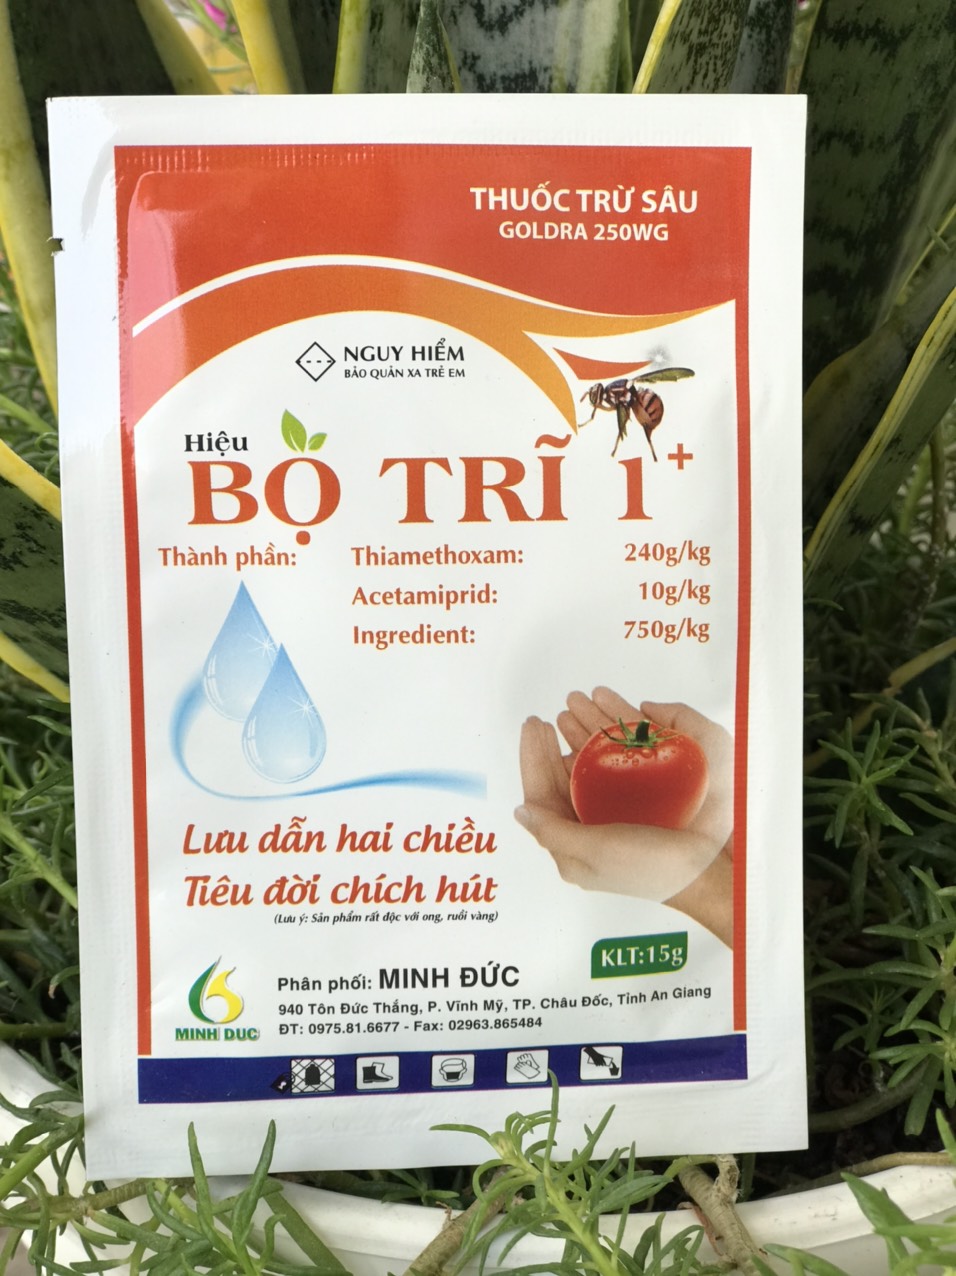 THUỐC TRỪ SÂU
GOLDRA 250WG
NGUY HIỂM
BẢO QUẢN XA TRẺ EM
Hiệu
BỌ TRĨ 1+
Thành phần: Thiamethoxam: 240g/kg
Acetamiprid: 10g/kg
Ingredient: 750g/kg
Lưu dẫn hai chiều
Tiêu đời chích hút
(Lưu ý: Sản phẩm rất độc với ong, ruồi vàng)
KLT:15g
Phân phối: MINH ĐỨC
940 Tôn Đức Thắng, P. Vĩnh Mỹ, TP. Châu Đốc, Tỉnh An Giang
ĐT: 0975.81.6677 - Fax: 02963.865484
MINH DUC